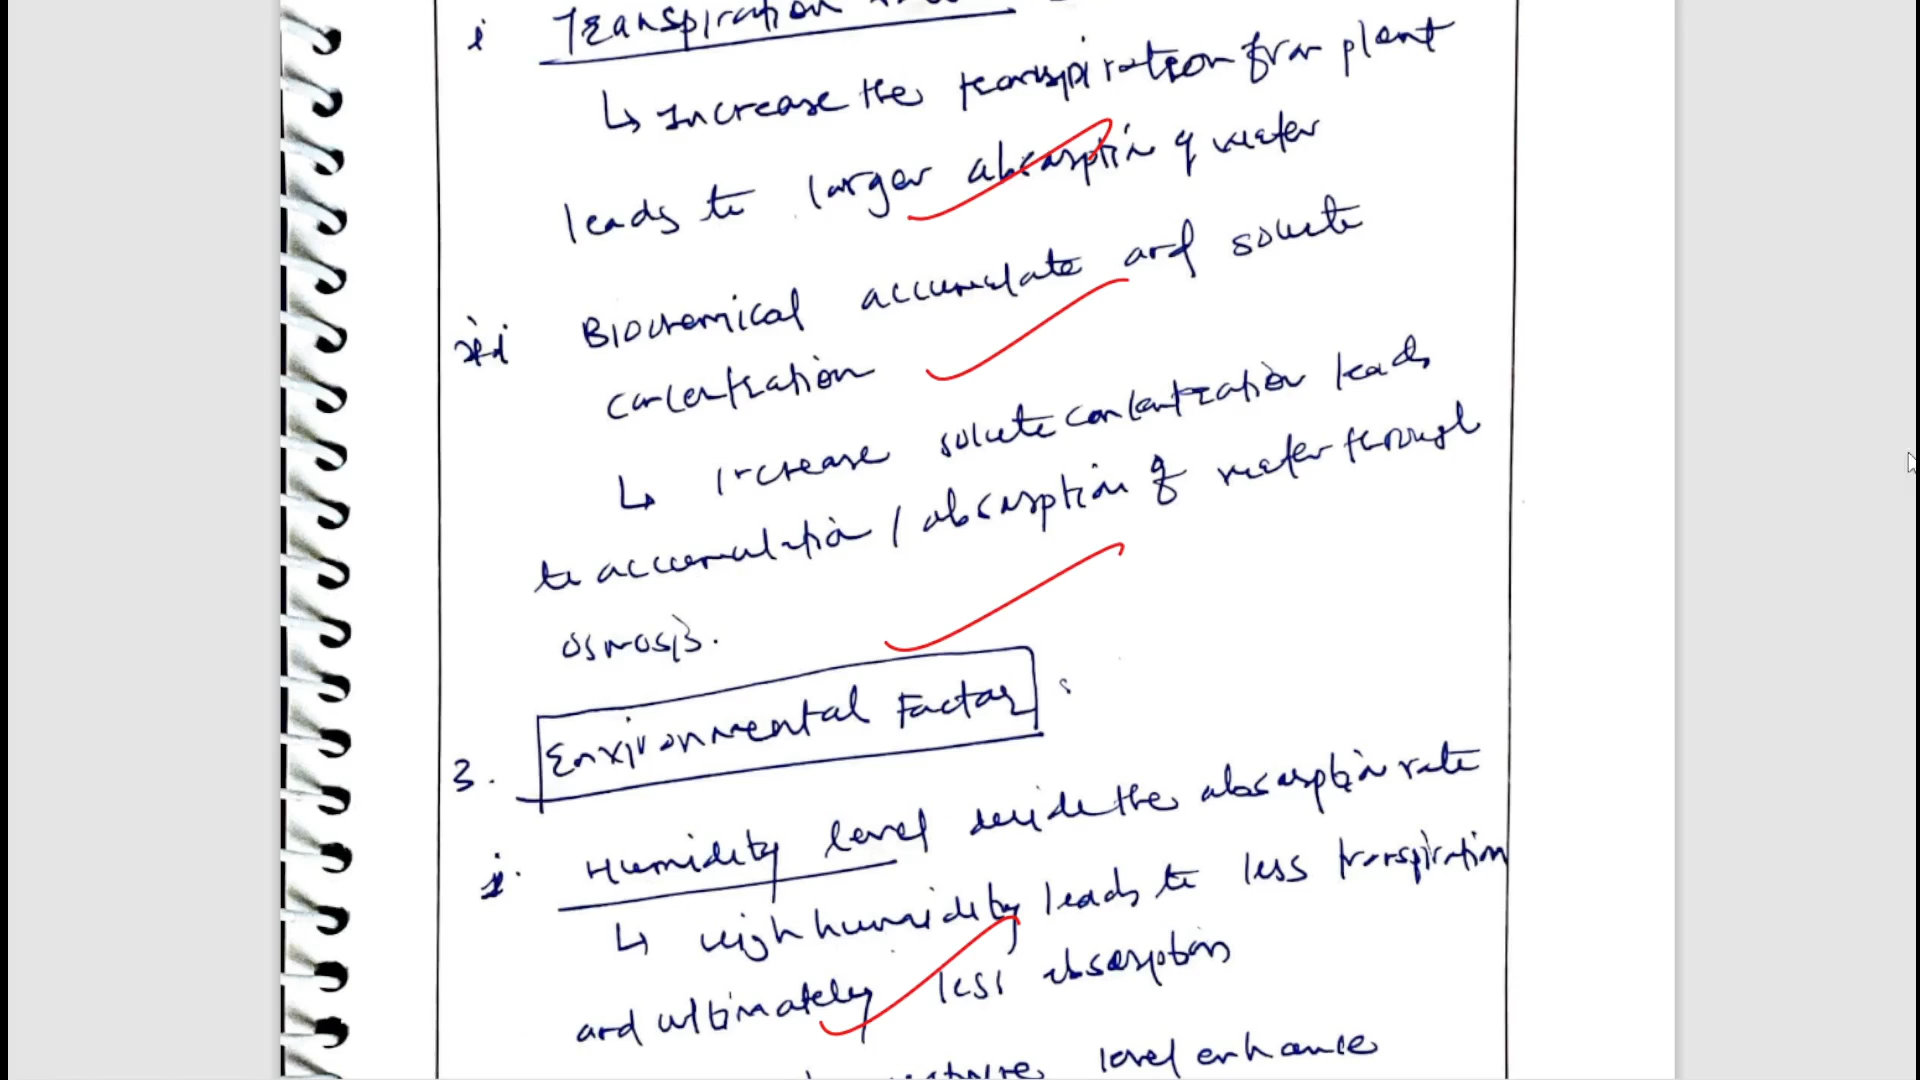 i Transpiration
↳ Increase the transpiration from plant
leads to larger absorption of water
ii Biochemical accumulate and solute
concentration
↳ increase solute concentration leads
to accumulation / absorption of water through
osmosis.
3. Environmental Factor :
i. Humidity level decide the absorption rate
↳ High humidity leads to less transpiration
and ultimately less absorption
level enhance